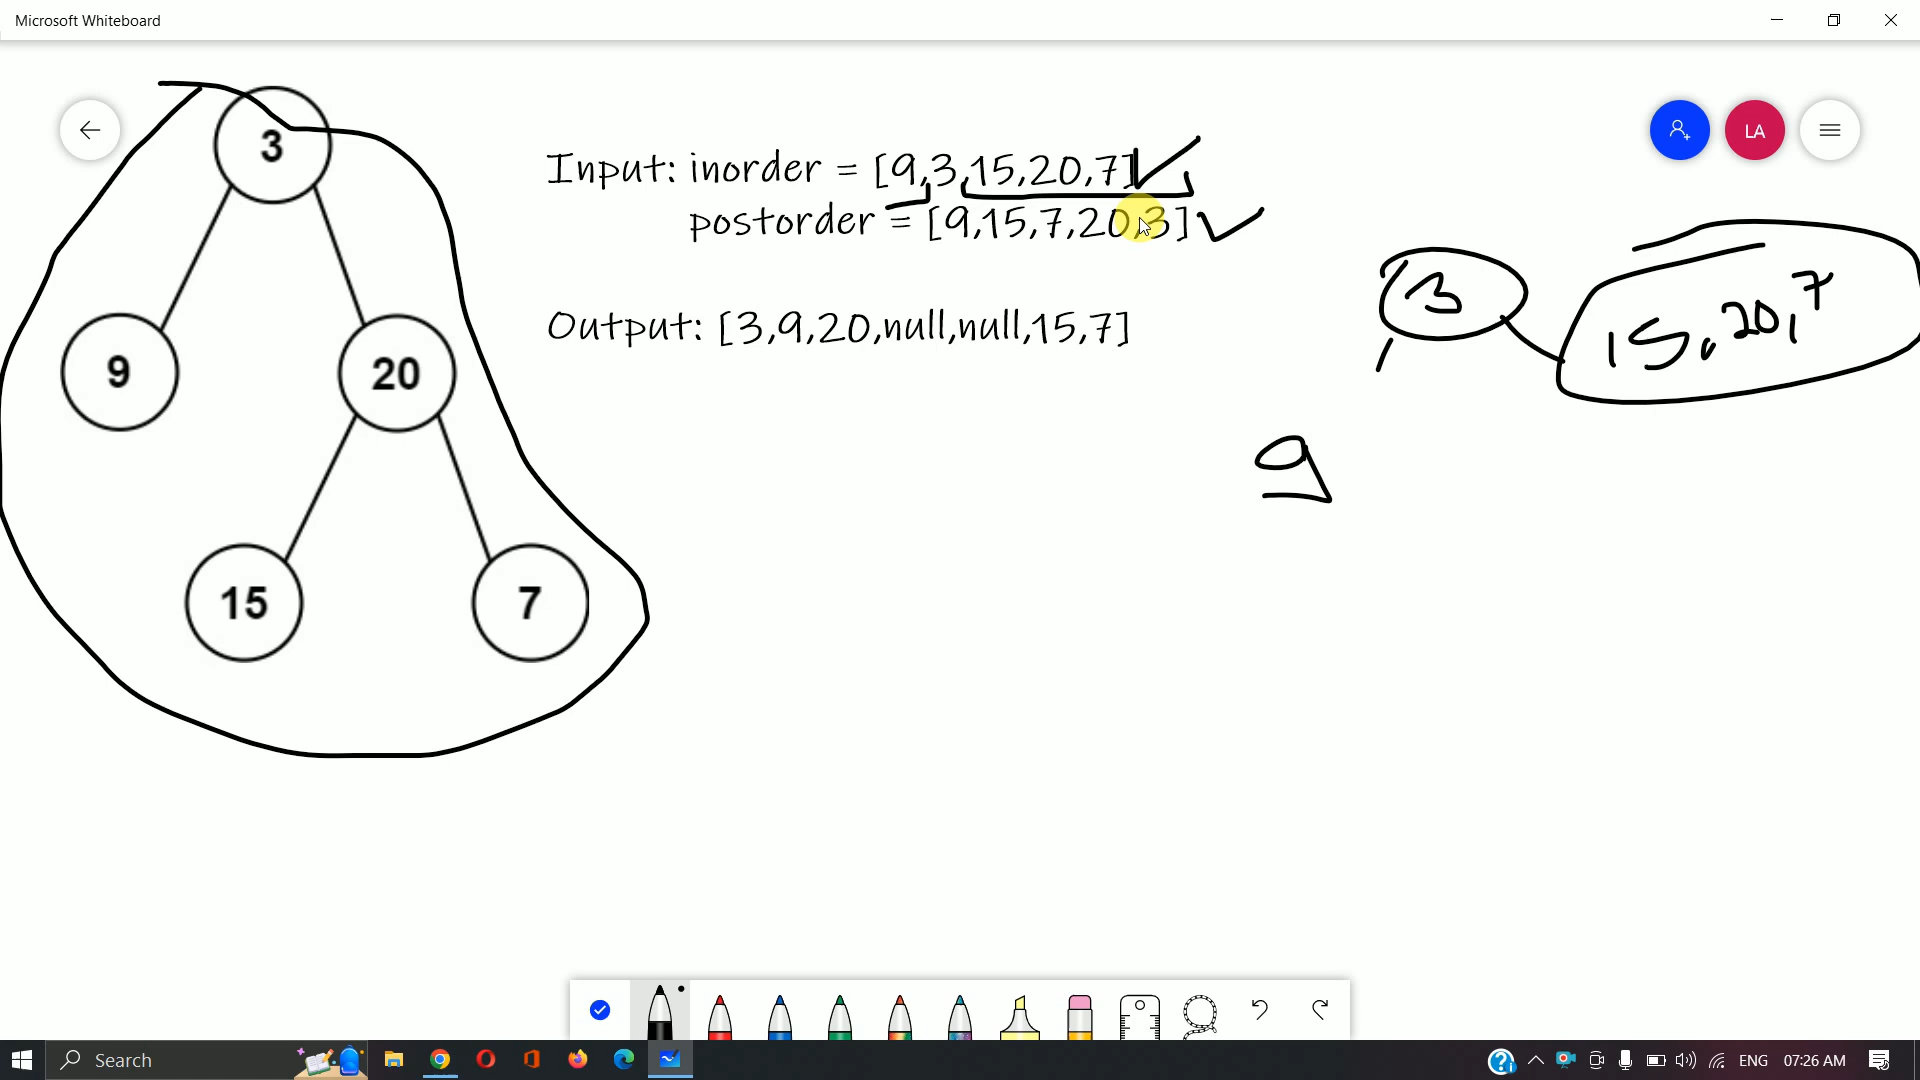 Microsoft Whiteboard
3
9
20
15
7
Input: inorder = [9,3,15,20,7]
postorder = [9,15,7,20,3]
Output: [3,9,20,null,null,15,7]
LA
3
15,20,7
9
Search
ENG
07:26 AM